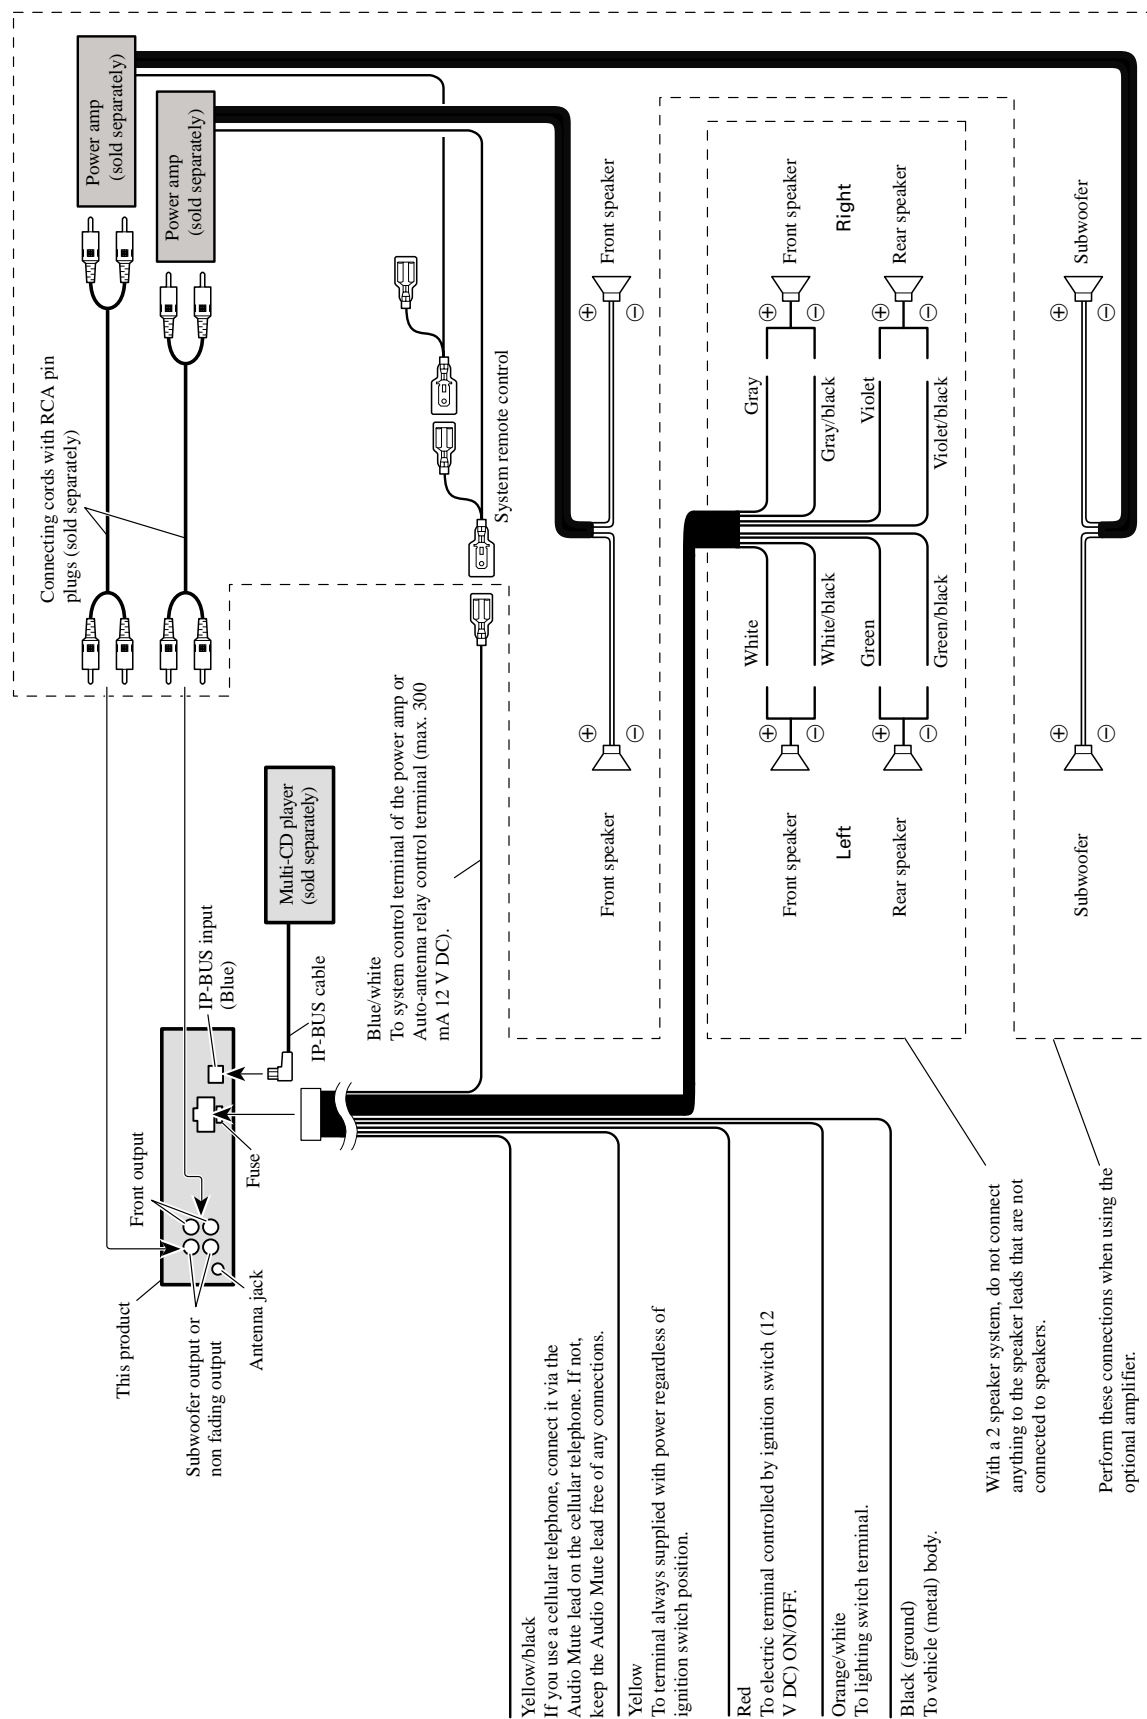 This product
Subwoofer output or
non fading output
Antenna jack
Front output
Fuse
IP-BUS input
(Blue)
IP-BUS cable
Multi-CD player
(sold separately)
Connecting cords with RCA pin
plugs (sold separately)
Power amp
(sold separately)
Power amp
(sold separately)
Blue/white
To system control terminal of the power amp or
Auto-antenna relay control terminal (max. 300
mA 12 V DC).
System remote control
Yellow/black
If you use a cellular telephone, connect it via the
Audio Mute lead on the cellular telephone. If not,
keep the Audio Mute lead free of any connections.
Yellow
To terminal always supplied with power regardless of
ignition switch position.
Red
To electric terminal controlled by ignition switch (12
V DC) ON/OFF.
Orange/white
To lighting switch terminal.
Black (ground)
To vehicle (metal) body.
Front speaker
+
−
+
−
Front speaker
Front speaker
+
−
White
White/black
Gray
Gray/black
+
−
Front speaker
Left
Right
Rear speaker
+
−
Green
Green/black
Violet
Violet/black
+
−
Rear speaker
Subwoofer
+
−
+
−
Subwoofer
With a 2 speaker system, do not connect
anything to the speaker leads that are not
connected to speakers.
Perform these connections when using the
optional amplifier.